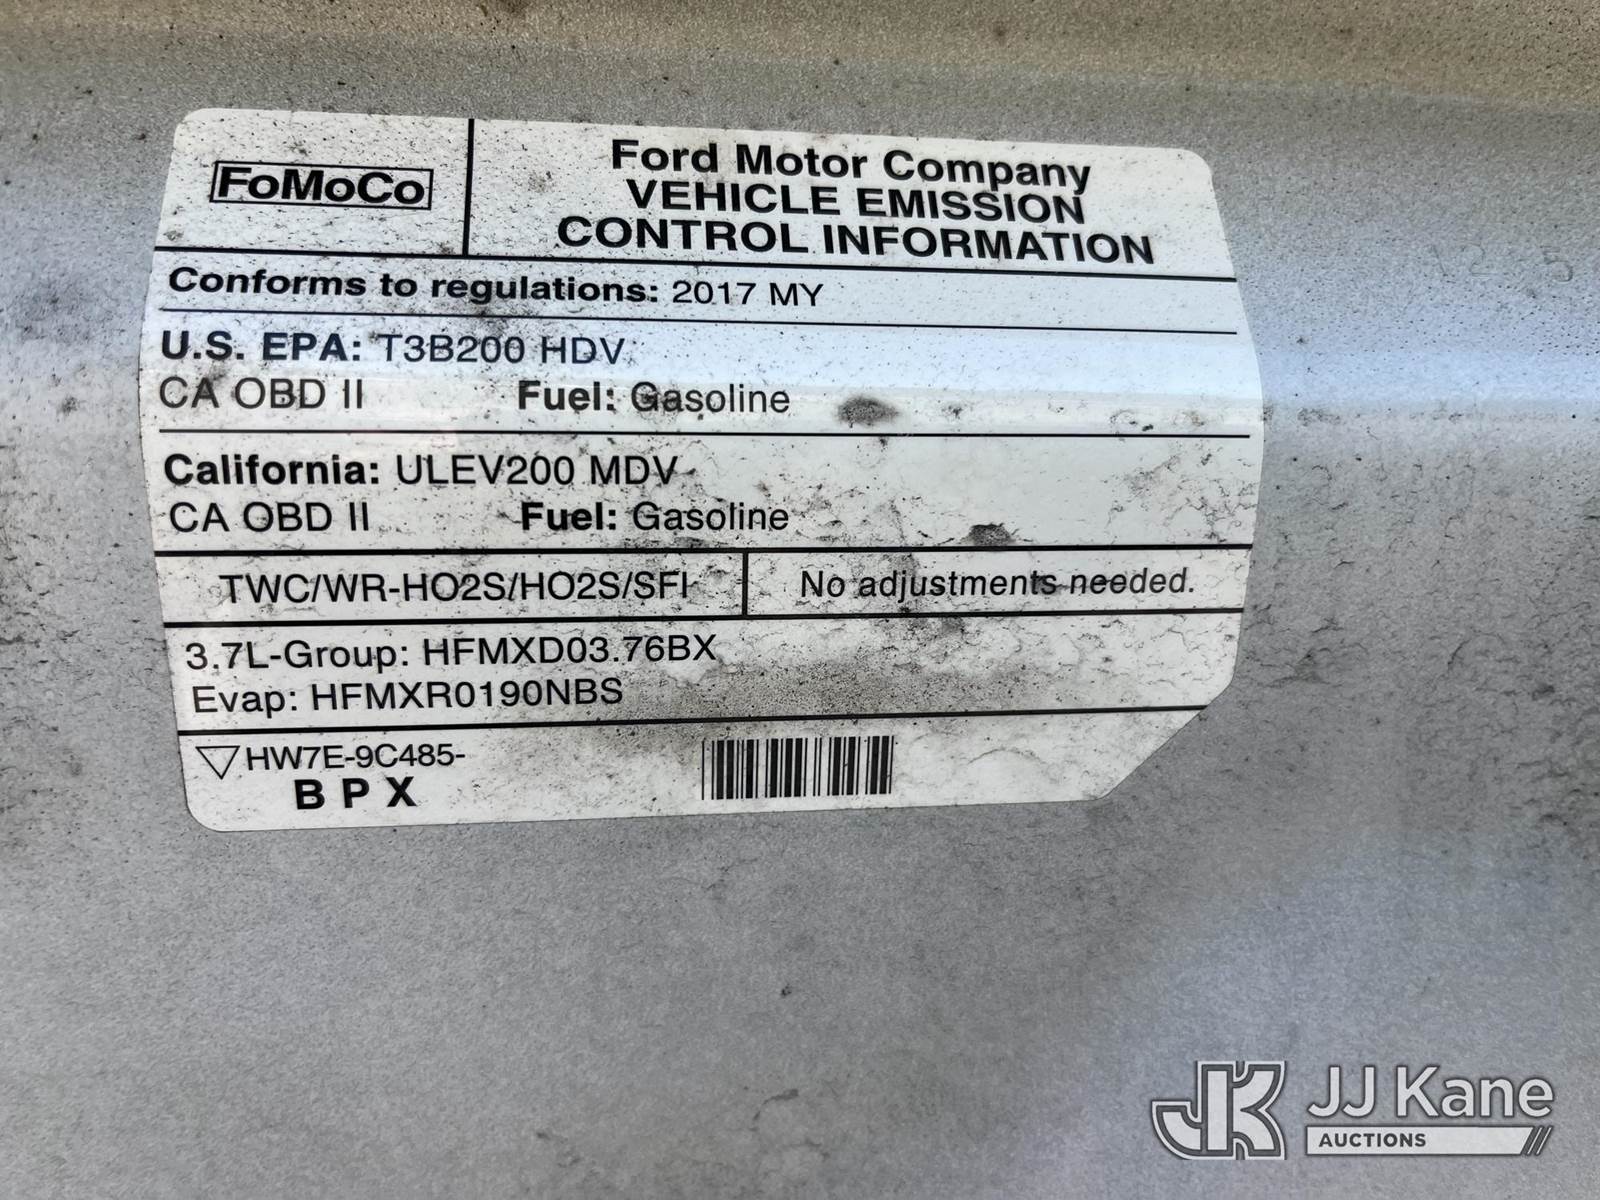 FoMoCo
Ford Motor Company
VEHICLE EMISSION
CONTROL INFORMATION
Conforms to regulations: 2017 MY
U.S. EPA: T3B200 HDV
CA OBD II Fuel: Gasoline
California: ULEV200 MDV
CA OBD II Fuel: Gasoline
TWC/WR-HO2S/HO2S/SFI
No adjustments needed.
3.7L-Group: HFMXD03.76BX
Evap: HFMXR0190NBS
HW7E-9C485-
B P X
JK JJ Kane
AUCTIONS